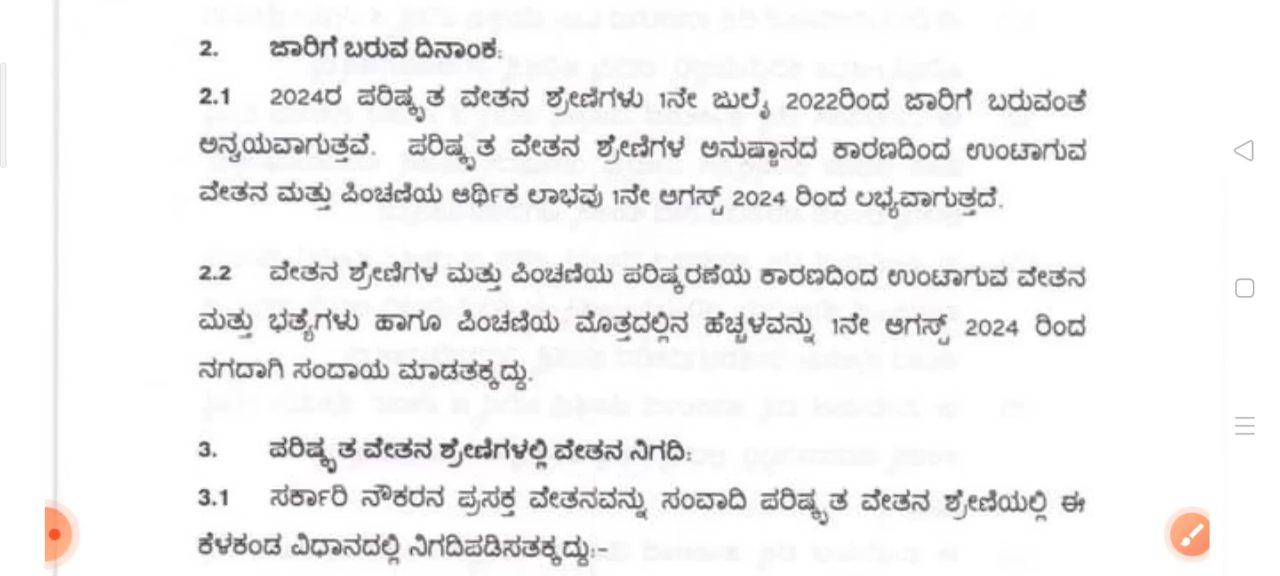 2. ಜಾರಿಗೆ ಬರುವ ದಿನಾಂಕ:
2.1 2024ರ ಪರಿಷ್ಕೃತ ವೇತನ ಶ್ರೇಣಿಗಳು 1ನೇ ಜುಲೈ 2022ರಿಂದ ಜಾರಿಗೆ ಬರುವಂತೆ
ಅನ್ವಯವಾಗುತ್ತವೆ. ಪರಿಷ್ಕೃತ ವೇತನ ಶ್ರೇಣಿಗಳ ಅನುಷ್ಠಾನದ ಕಾರಣದಿಂದ ಉಂಟಾಗುವ
ವೇತನ ಮತ್ತು ಪಿಂಚಣಿಯ ಆರ್ಥಿಕ ಲಾಭವು 1ನೇ ಆಗಸ್ಟ್ 2024 ರಿಂದ ಲಭ್ಯವಾಗುತ್ತದೆ.
2.2 ವೇತನ ಶ್ರೇಣಿಗಳ ಮತ್ತು ಪಿಂಚಣಿಯ ಪರಿಷ್ಕರಣೆಯ ಕಾರಣದಿಂದ ಉಂಟಾಗುವ ವೇತನ
ಮತ್ತು ಭತ್ಯೆಗಳು ಹಾಗೂ ಪಿಂಚಣಿಯ ಮೊತ್ತದಲ್ಲಿನ ಹೆಚ್ಚಳವನ್ನು 1ನೇ ಆಗಸ್ಟ್ 2024 ರಿಂದ
ನಗದಾಗಿ ಸಂದಾಯ ಮಾಡತಕ್ಕದ್ದು.
3. ಪರಿಷ್ಕೃತ ವೇತನ ಶ್ರೇಣಿಗಳಲ್ಲಿ ವೇತನ ನಿಗದಿ:
3.1 ಸರ್ಕಾರಿ ನೌಕರನ ಪ್ರಸಕ್ತ ವೇತನವನ್ನು ಸಂವಾದಿ ಪರಿಷ್ಕೃತ ವೇತನ ಶ್ರೇಣಿಯಲ್ಲಿ ಈ
ಕೆಳಕಂಡ ವಿಧಾನದಲ್ಲಿ ನಿಗದಿಪಡಿಸತಕ್ಕದ್ದು:-